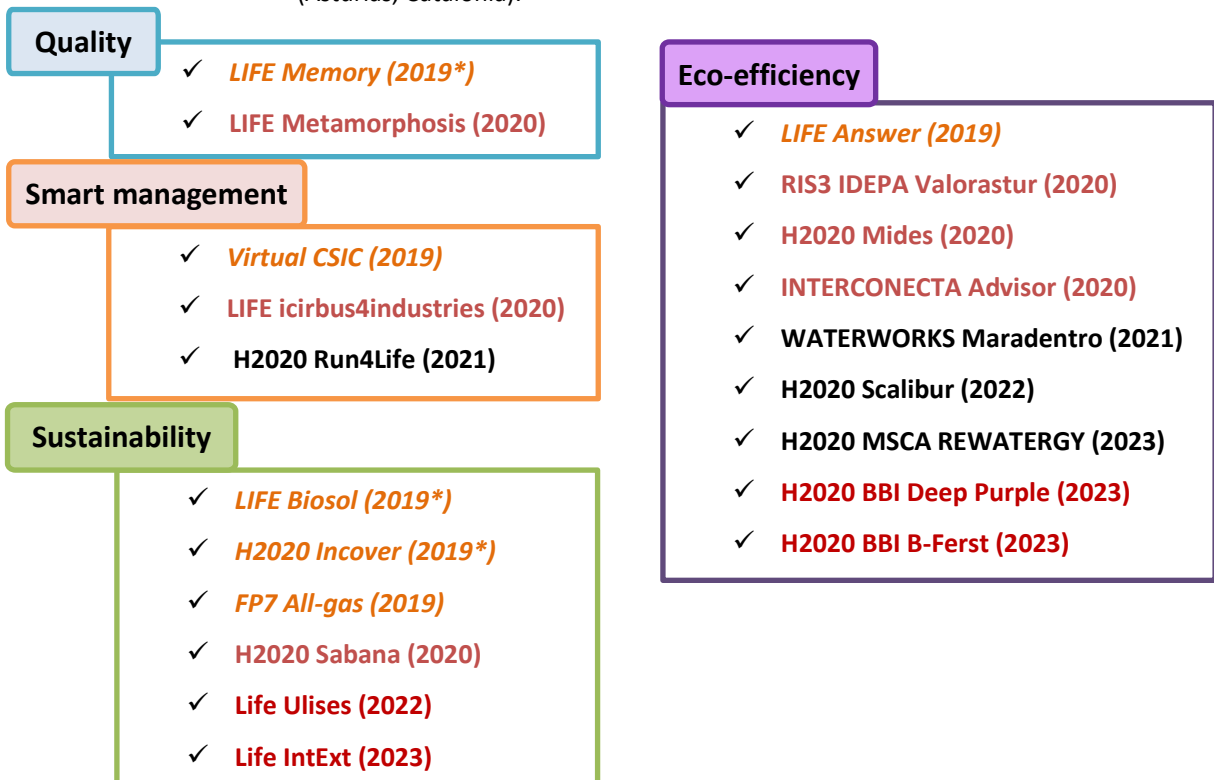 (Asturias, Catalonia).
Quality
✓ LIFE Memory (2019*)
✓ LIFE Metamorphosis (2020)
Smart management
✓ Virtual CSIC (2019)
✓ LIFE icirbus4industries (2020)
✓ H2020 Run4Life (2021)
Sustainability
✓ LIFE Biosol (2019*)
✓ H2020 Incover (2019*)
✓ FP7 All-gas (2019)
✓ H2020 Sabana (2020)
✓ Life Ulises (2022)
✓ Life IntExt (2023)
Eco-efficiency
✓ LIFE Answer (2019)
✓ RIS3 IDEPA Valorastur (2020)
✓ H2020 Mides (2020)
✓ INTERCONECTA Advisor (2020)
✓ WATERWORKS Maradentro (2021)
✓ H2020 Scalibur (2022)
✓ H2020 MSCA REWATERGY (2023)
✓ H2020 BBI Deep Purple (2023)
✓ H2020 BBI B-Ferst (2023)